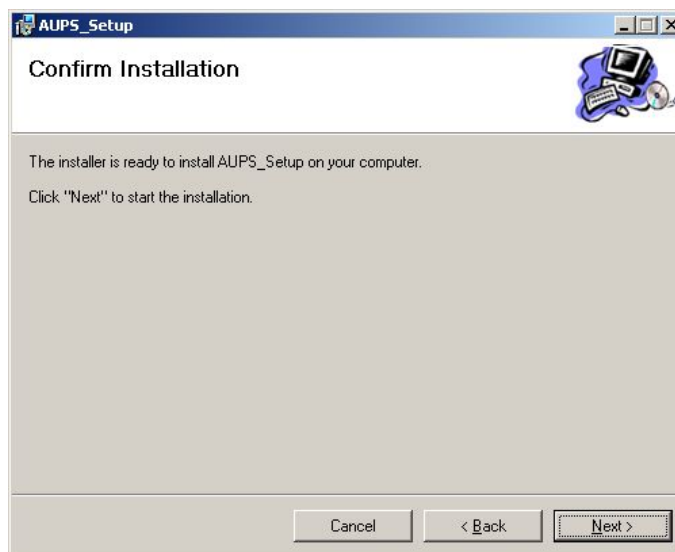 AUPS_Setup
Confirm Installation
The installer is ready to install AUPS_Setup on your computer.
Click "Next" to start the installation.
Cancel
< Back
Next >